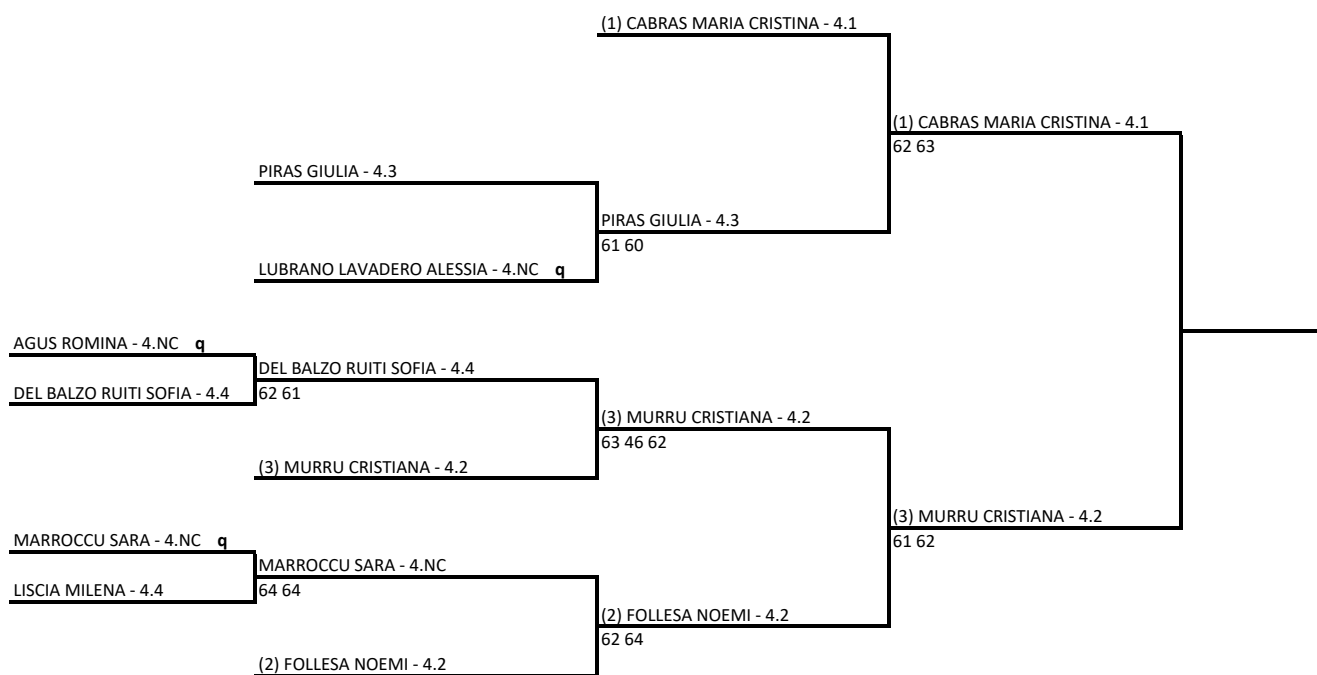 (1) CABRAS MARIA CRISTINA - 4.1
(1) CABRAS MARIA CRISTINA - 4.1
62 63
PIRAS GIULIA - 4.3
PIRAS GIULIA - 4.3
61 60
LUBRANO LAVADERO ALESSIA - 4.NC q
AGUS ROMINA - 4.NC q
DEL BALZO RUITI SOFIA - 4.4
DEL BALZO RUITI SOFIA - 4.4
62 61
(3) MURRU CRISTIANA - 4.2
63 46 62
(3) MURRU CRISTIANA - 4.2
(3) MURRU CRISTIANA - 4.2
61 62
MARROCCU SARA - 4.NC q
MARROCCU SARA - 4.NC
64 64
LISCIA MILENA - 4.4
(2) FOLLESA NOEMI - 4.2
62 64
(2) FOLLESA NOEMI - 4.2